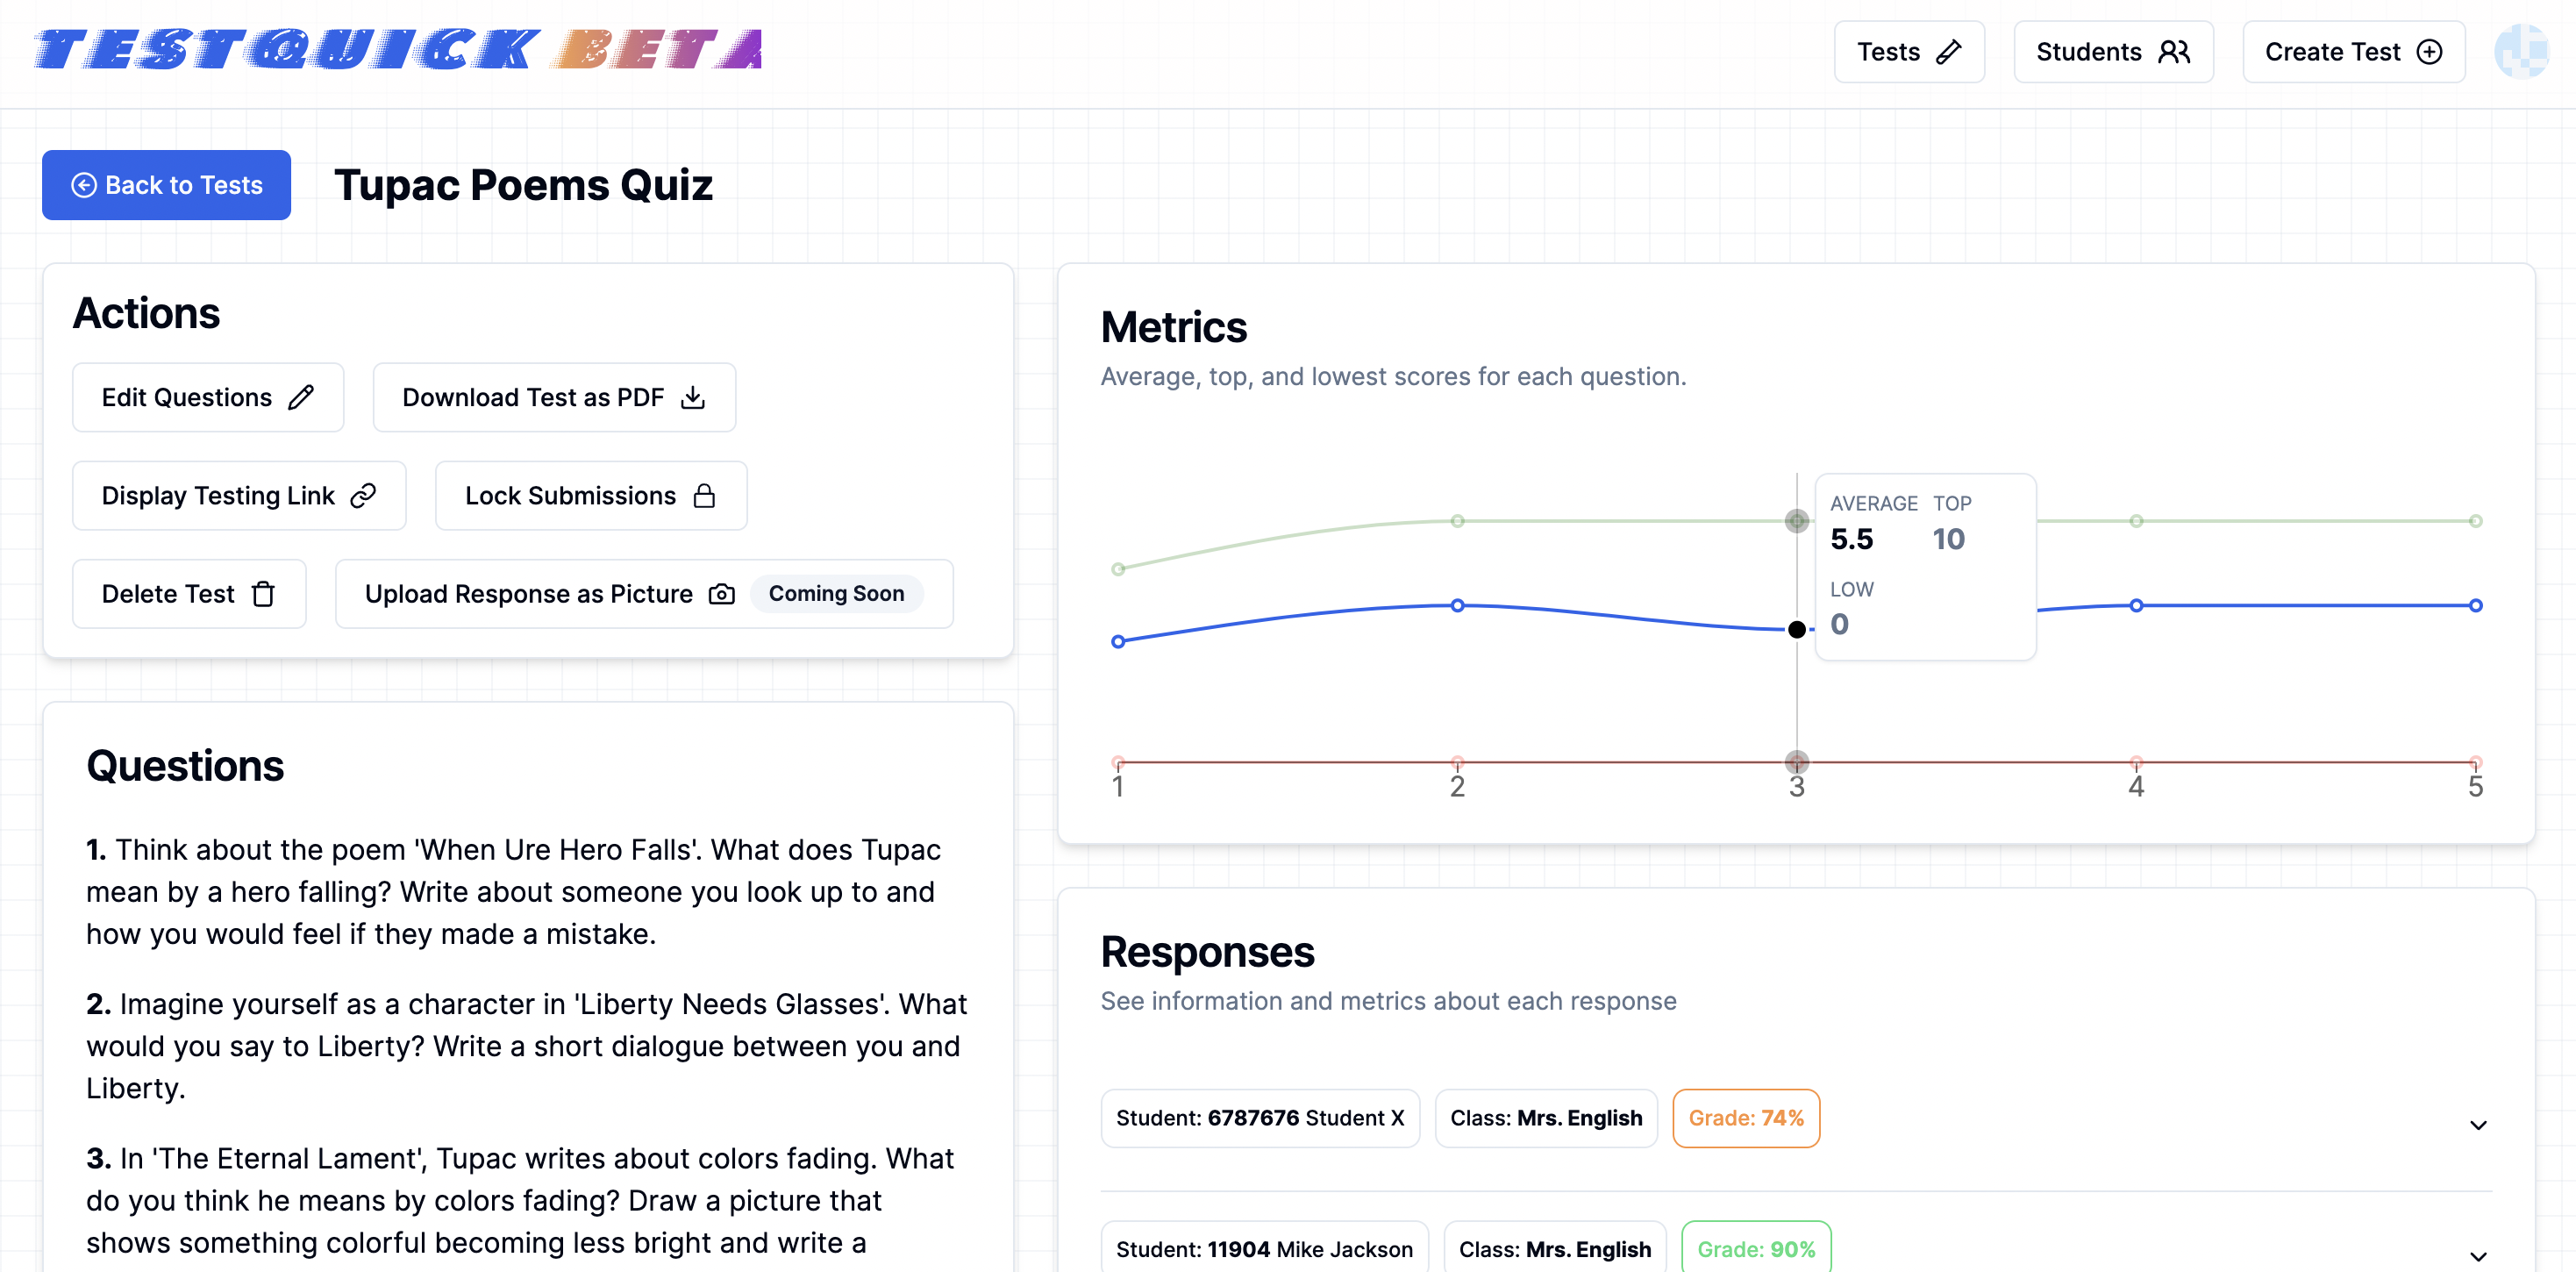 TESTQUICK BETA
Tests
Students
Create Test
Back to Tests
Tupac Poems Quiz
Actions
Edit Questions
Download Test as PDF
Display Testing Link
Lock Submissions
Delete Test
Upload Response as Picture
Coming Soon
Questions
1. Think about the poem 'When Ure Hero Falls'. What does Tupac
mean by a hero falling? Write about someone you look up to and
how you would feel if they made a mistake.
2. Imagine yourself as a character in 'Liberty Needs Glasses'. What
would you say to Liberty? Write a short dialogue between you and
Liberty.
3. In 'The Eternal Lament', Tupac writes about colors fading. What
do you think he means by colors fading? Draw a picture that
shows something colorful becoming less bright and write a
Metrics
Average, top, and lowest scores for each question.
AVERAGE TOP
5.5 10
LOW
0
1 2 3 4 5
Responses
See information and metrics about each response
Student: 6787676 Student X
Class: Mrs. English
Grade: 74%
Student: 11904 Mike Jackson
Class: Mrs. English
Grade: 90%